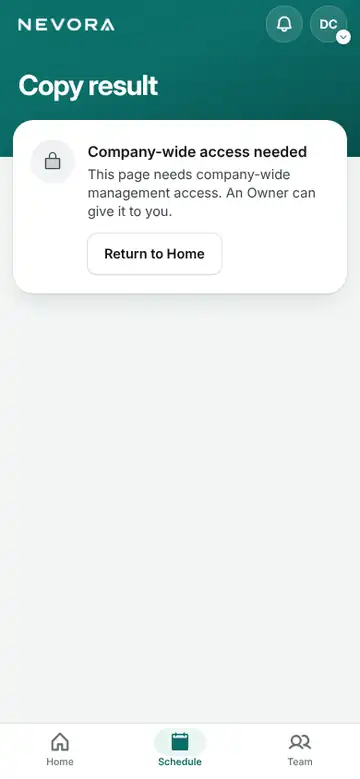 NEVORA
DC
Copy result
Company-wide access needed
This page needs company-wide
management access. An Owner can
give it to you.
Return to Home
Home
Schedule
Team